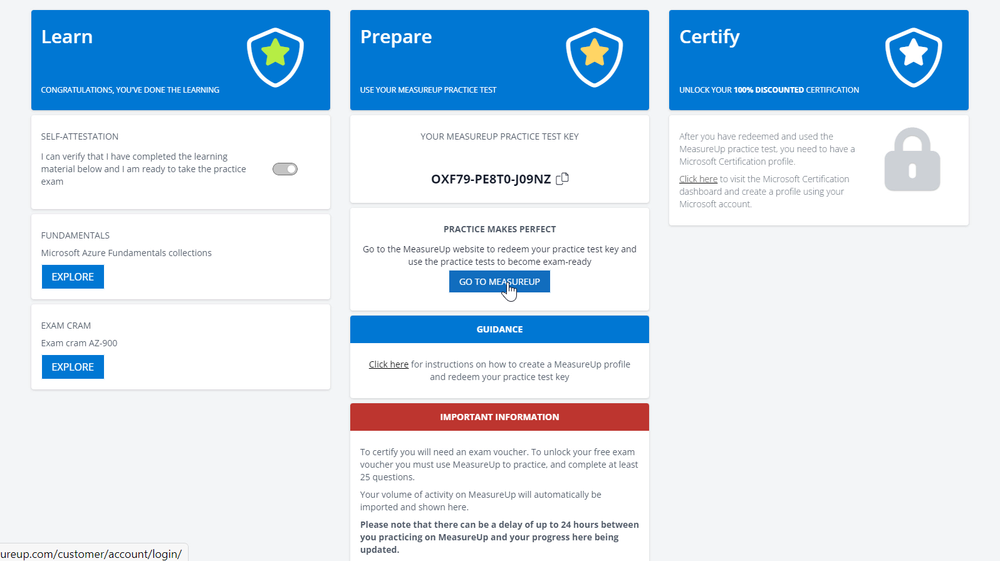 Learn
CONGRATULATIONS, YOU'VE DONE THE LEARNING
SELF-ATTESTATION
I can verify that I have completed the learning
material below and I am ready to take the practice
exam
FUNDAMENTALS
Microsoft Azure Fundamentals collections
EXPLORE
EXAM CRAM
Exam cram AZ-900
EXPLORE
Prepare
USE YOUR MEASUREUP PRACTICE TEST
YOUR MEASUREUP PRACTICE TEST KEY
OXF79-PE8T0-J09NZ
PRACTICE MAKES PERFECT
Go to the MeasureUp website to redeem your practice test key and
use the practice tests to become exam-ready
GO TO MEASUREUP
GUIDANCE
Click here for instructions on how to create a MeasureUp profile
and redeem your practice test key
IMPORTANT INFORMATION
To certify you will need an exam voucher. To unlock your free exam
voucher you must use MeasureUp to practice, and complete at least
25 questions.
Your volume of activity on MeasureUp will automatically be
imported and shown here.
Please note that there can be a delay of up to 24 hours between
you practicing on MeasureUp and your progress here being
updated.
Certify
UNLOCK YOUR 100% DISCOUNTED CERTIFICATION
After you have redeemed and used the
MeasureUp practice test, you need to have a
Microsoft Certification profile.
Click here to visit the Microsoft Certification
dashboard and create a profile using your
Microsoft account.
ureup.com/customer/account/login/